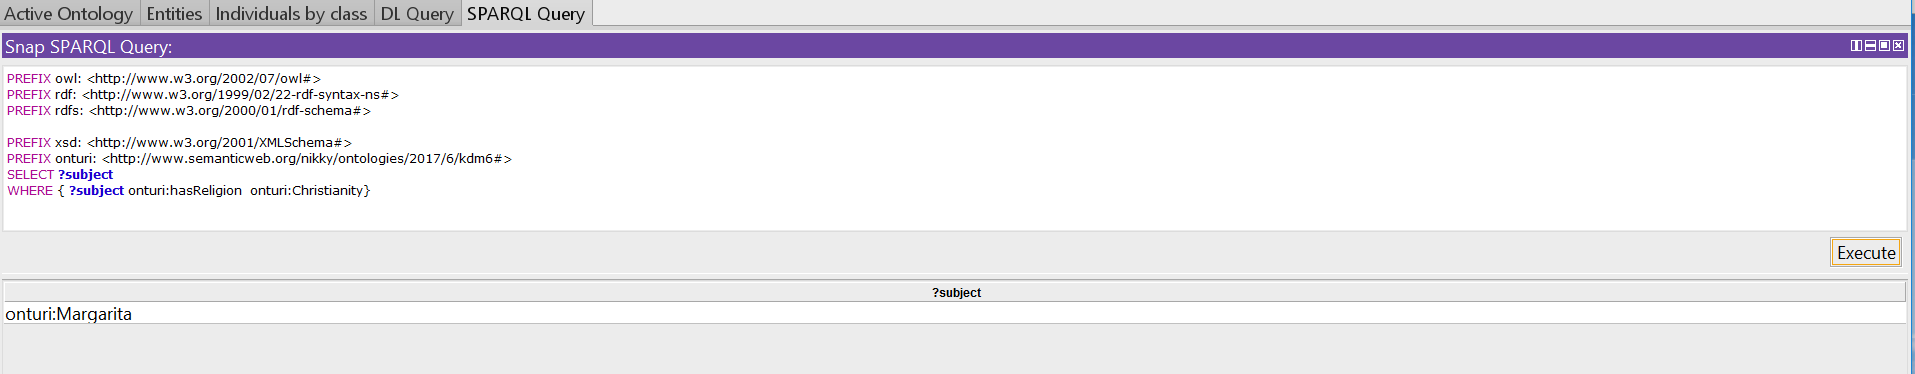 Active Ontology Entities Individuals by class DL Query SPARQL Query
Snap SPARQL Query:
PREFIX owl: <http://www.w3.org/2002/07/owl#>
PREFIX rdf: <http://www.w3.org/1999/02/22-rdf-syntax-ns#>
PREFIX rdfs: <http://www.w3.org/2000/01/rdf-schema#>
PREFIX xsd: <http://www.w3.org/2001/XMLSchema#>
PREFIX onturi: <http://www.semanticweb.org/nikky/ontologies/2017/6/kdm6#>
SELECT ?subject
WHERE { ?subject onturi:hasReligion  onturi:Christianity}
Execute
?subject
onturi:Margarita